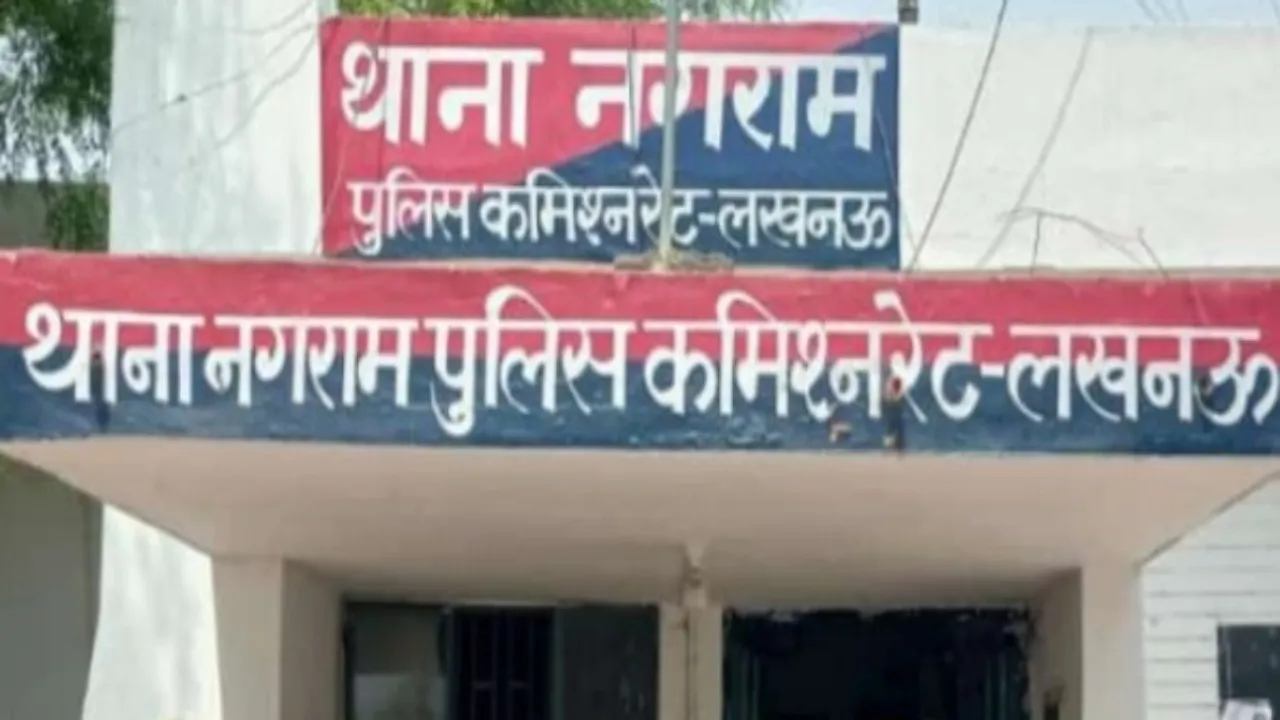 थाना नगराम
पुलिस कमिश्नरेट-लखनऊ
थाना नगराम पुलिस कमिश्नरेट-लखनऊ